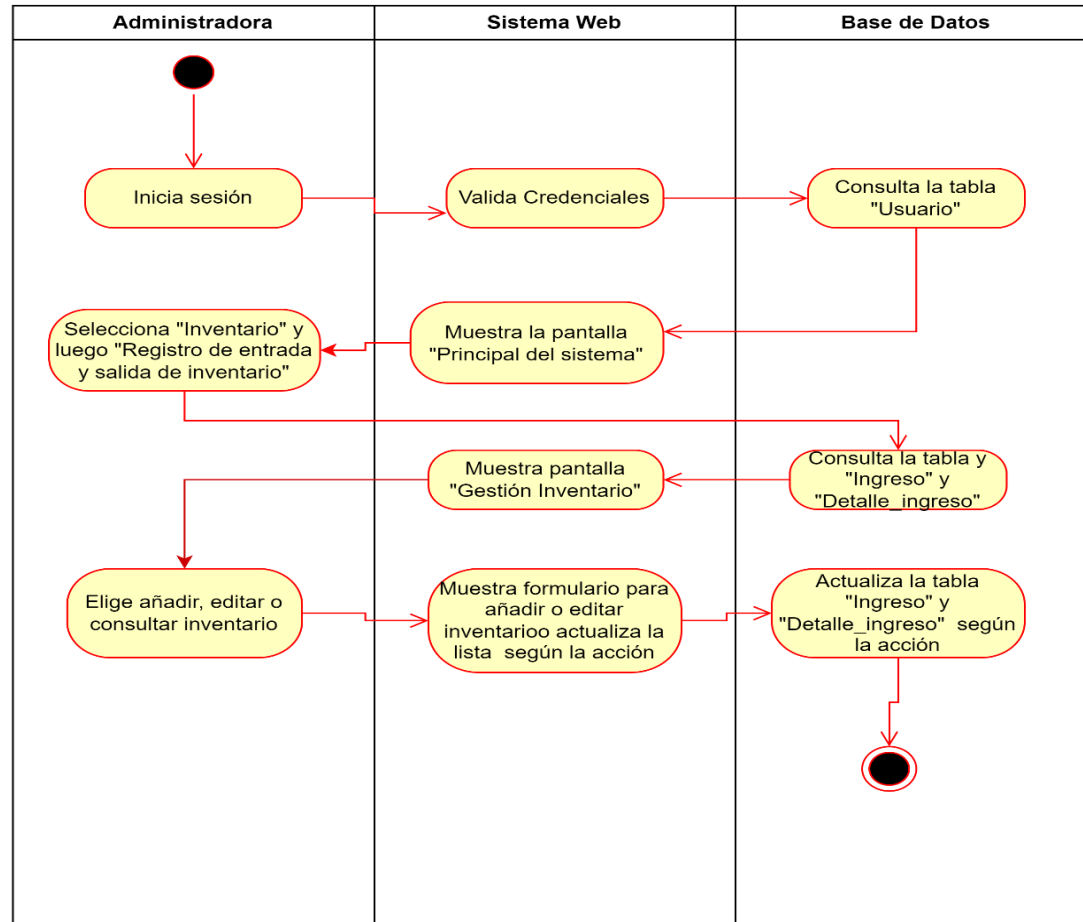 Administradora
Sistema Web
Base de Datos
Inicia sesión
Valida Credenciales
Consulta la tabla
"Usuario"
Selecciona "Inventario" y
luego "Registro de entrada
y salida de inventario"
Muestra la pantalla
"Principal del sistema"
Muestra pantalla
"Gestión Inventario"
Consulta la tabla y
"Ingreso" y
"Detalle_ingreso"
Elige añadir, editar o
consultar inventario
Muestra formulario para
añadir o editar
inventarioo actualiza la
lista según la acción
Actualiza la tabla
"Ingreso" y
"Detalle_ingreso" según
la acción